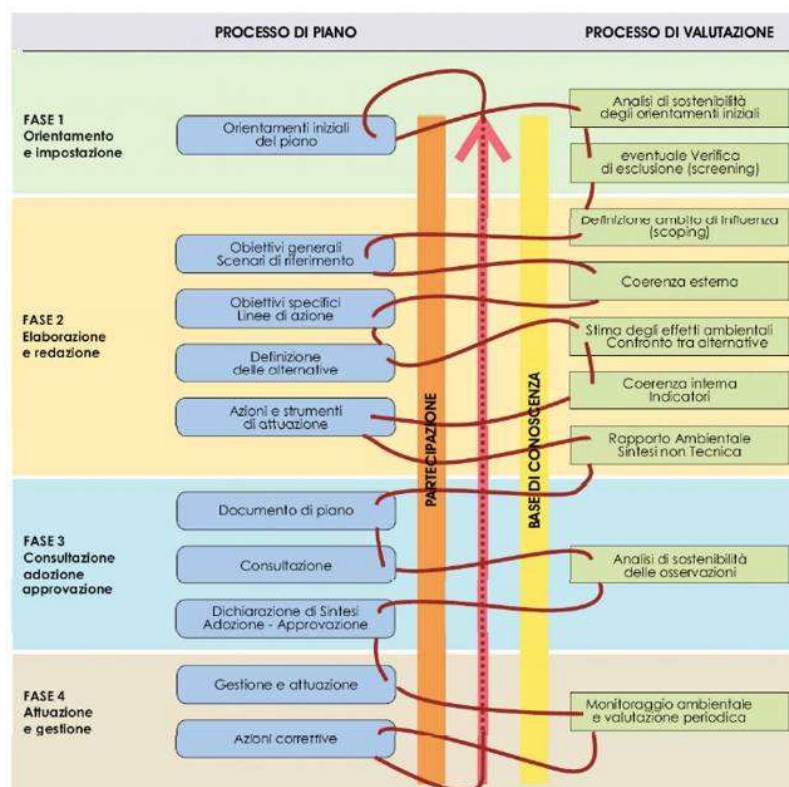 PROCESSO DI PIANO
PROCESSO DI VALUTAZIONE
FASE 1
Orientamento
e impostazione
Orientamenti iniziali
del piano
Analisi di sostenibilità
degli orientamenti iniziali
eventuale Verifica
di esclusione (screening)
FASE 2
Elaborazione
e redazione
Obiettivi generali
Scenari di riferimento
Obiettivi specifici
Linee di azione
Definizione
delle alternative
Azioni e strumenti
di attuazione
Definizione ambito di influenza
(scoping)
Coerenza esterna
Stima degli effetti ambientali
Confronto tra alternative
Coerenza interna
Indicatori
Rapporto Ambientale
Sintesi non Tecnica
PARTECIPAZIONE
BASE DI CONOSCENZA
FASE 3
Consultazione
adozione
approvazione
Documento di piano
Consultazione
Dichiarazione di Sintesi
Adozione - Approvazione
Analisi di sostenibilità
delle osservazioni
FASE 4
Attuazione
e gestione
Gestione e attuazione
Azioni correttive
Monitoraggio ambientale
e valutazione periodica